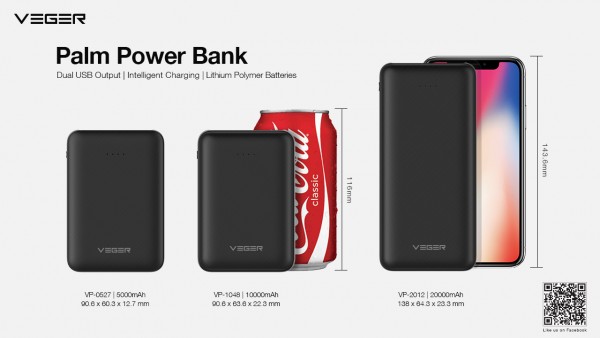 VEGER
Palm Power Bank
Dual USB Output | Intelligent Charging | Lithium Polymer Batteries
VEGER
VEGER
Coca-Cola
classic
116mm
VEGER
143.6mm
VP-0527 | 5000mAh
90.6 x 60.3 x 12.7 mm
VP-1048 | 10000mAh
90.6 x 63.6 x 22.3 mm
VP-2012 | 20000mAh
138 x 64.3 x 23.3 mm
Like us on Facebook